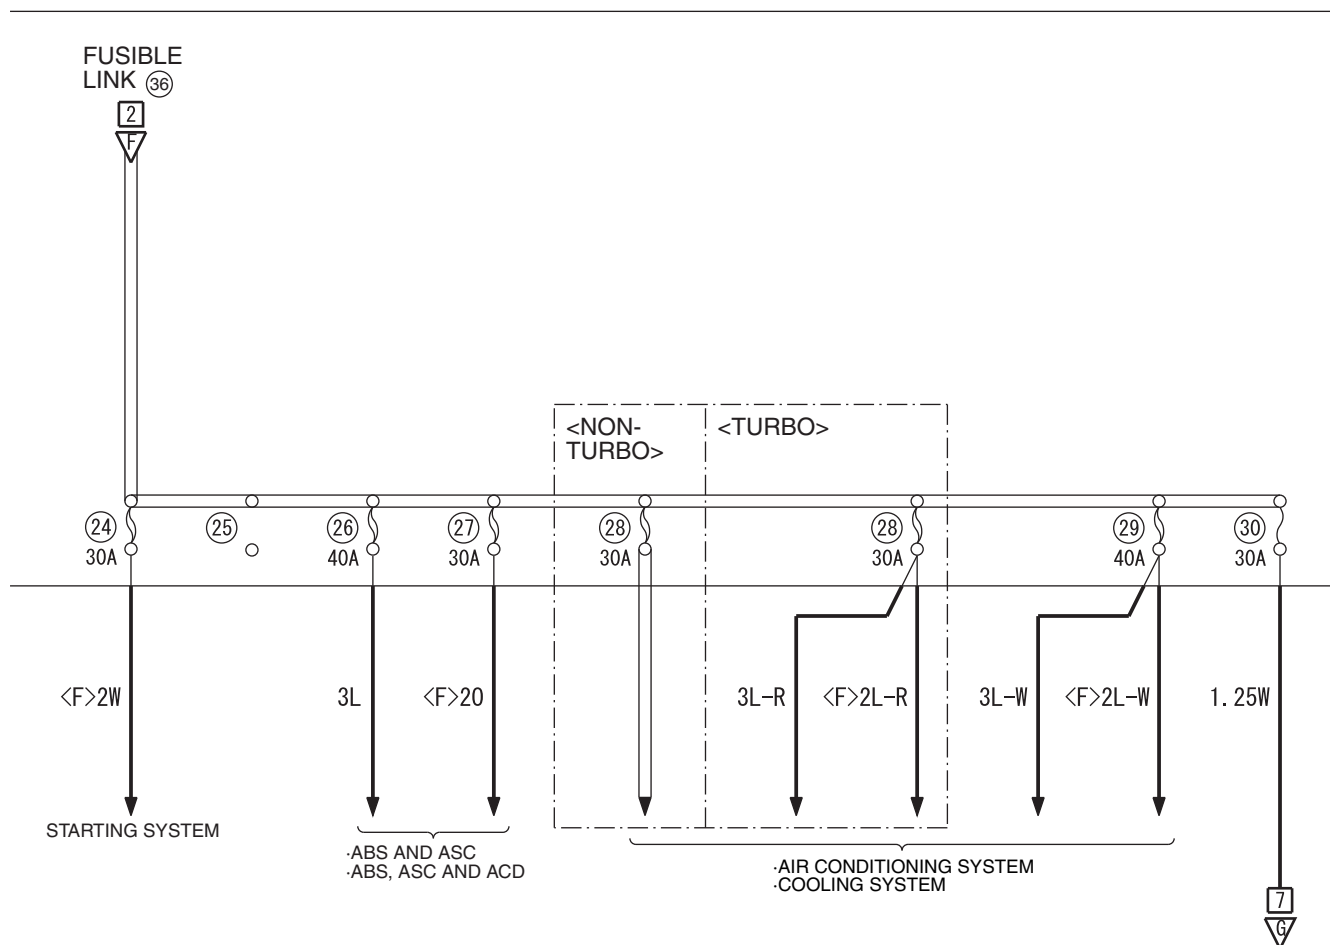 FUSIBLE
LINK 36
2
F
<NON-
TURBO>
<TURBO>
24
30A
25
26
40A
27
30A
28
30A
28
30A
29
40A
30
30A
<F>2W
3L
<F>2O
3L-R
<F>2L-R
3L-W
<F>2L-W
1.25W
STARTING SYSTEM
·ABS AND ASC
·ABS, ASC AND ACD
·AIR CONDITIONING SYSTEM
·COOLING SYSTEM
7
G